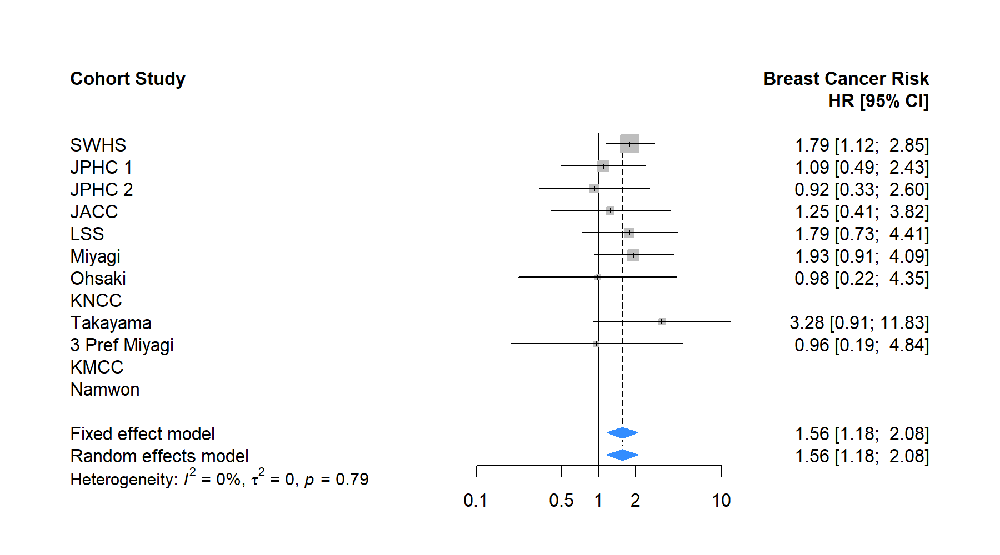 Cohort Study Breast Cancer Risk
HR [95% CI]
SWHS 1.79 [1.12; 2.85]
JPHC 1 1.09 [0.49; 2.43]
JPHC 2 0.92 [0.33; 2.60]
JACC 1.25 [0.41; 3.82]
LSS 1.79 [0.73; 4.41]
Miyagi 1.93 [0.91; 4.09]
Ohsaki 0.98 [0.22; 4.35]
KNCC
Takayama 3.28 [0.91; 11.83]
3 Pref Miyagi 0.96 [0.19; 4.84]
KMCC
Namwon
Fixed effect model 1.56 [1.18; 2.08]
Random effects model 1.56 [1.18; 2.08]
Heterogeneity: I² = 0%, τ² = 0, p = 0.79
0.1 0.5 1 2 10